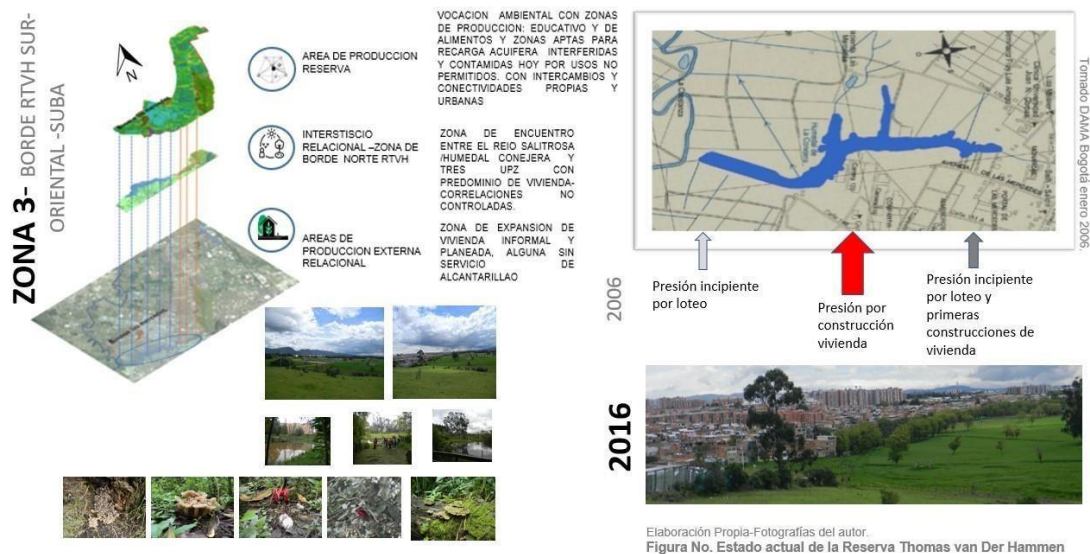 ZONA 3- BORDE RTVH SUR-
ORIENTAL -SUBA
N
AREA DE PRODUCCION
RESERVA
VOCACION AMBIENTAL CON ZONAS
DE PRODUCCION: EDUCATIVO Y DE
ALIMENTOS Y ZONAS APTAS PARA
RECARGA ACUIFERA INTERFERIDAS
Y CONTAMIDAS HOY POR USOS NO
PERMITIDOS. CON INTERCAMBIOS Y
CONECTIVIDADES PROPIAS Y
URBANAS
INTERSTISCIO
RELACIONAL –ZONA DE
BORDE NORTE RTVH
ZONA DE ENCUENTRO
ENTRE EL REIO SALITROSA
/HUMEDAL CONEJERA Y
TRES UPZ CON
PREDOMINIO DE VIVIENDA-
CORRELACIONES NO
CONTROLADAS.
AREAS DE
PRODUCCION EXTERNA
RELACIONAL
ZONA DE EXPANSION DE
VIVIENDA INFORMAL Y
PLANEADA, ALGUNA SIN
SERVICIO DE
ALCANTARILLAO
Tomado DAMA Bogotá enero 2006.
2006
Presión incipiente
por loteo
Presión por
construcción
vivienda
Presión incipiente
por loteo y
primeras
construcciones de
vivienda
2016
Elaboración Propia-Fotografías del autor.
Figura No. Estado actual de la Reserva Thomas van Der Hammen